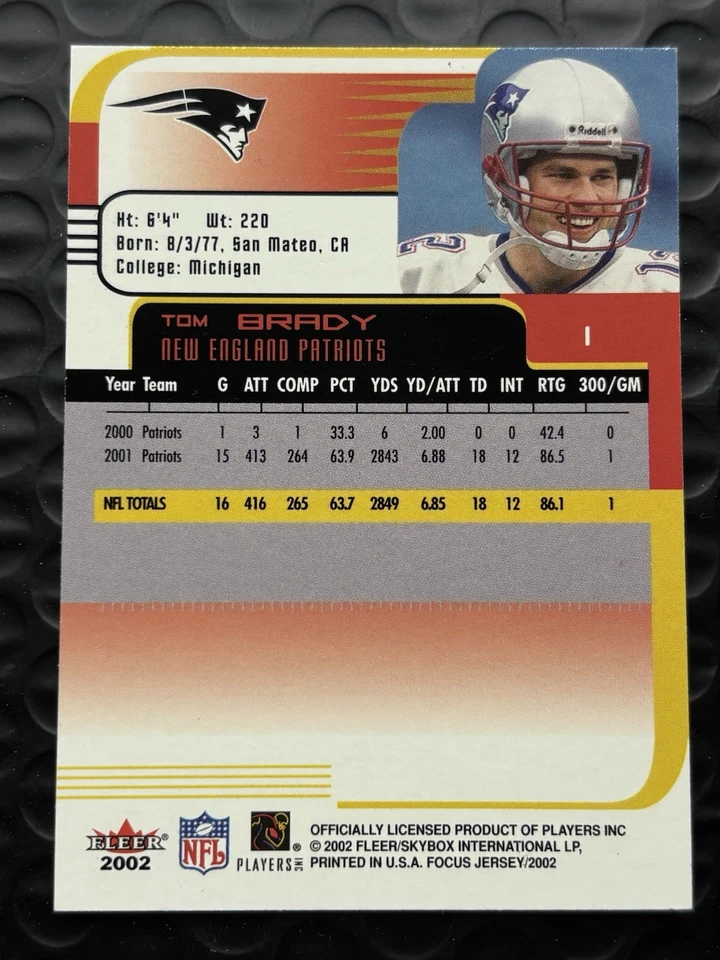 Riddell
Ht: 6'4" Wt: 220
Born: 8/3/77, San Mateo, CA
College: Michigan
TOM BRADY
NEW ENGLAND PATRIOTS
1
Year Team G ATT COMP PCT YDS YD/ATT TD INT RTG 300/GM
2000 Patriots 1 3 1 33.3 6 2.00 0 0 42.4 0
2001 Patriots 15 413 264 63.9 2843 6.88 18 12 86.5 1
NFL TOTALS 16 416 265 63.7 2849 6.85 18 12 86.1 1
FLEER®
2002
NFL
PLAYERS INC ®
OFFICIALLY LICENSED PRODUCT OF PLAYERS INC
© 2002 FLEER/SKYBOX INTERNATIONAL LP,
PRINTED IN U.S.A. FOCUS JERSEY/2002